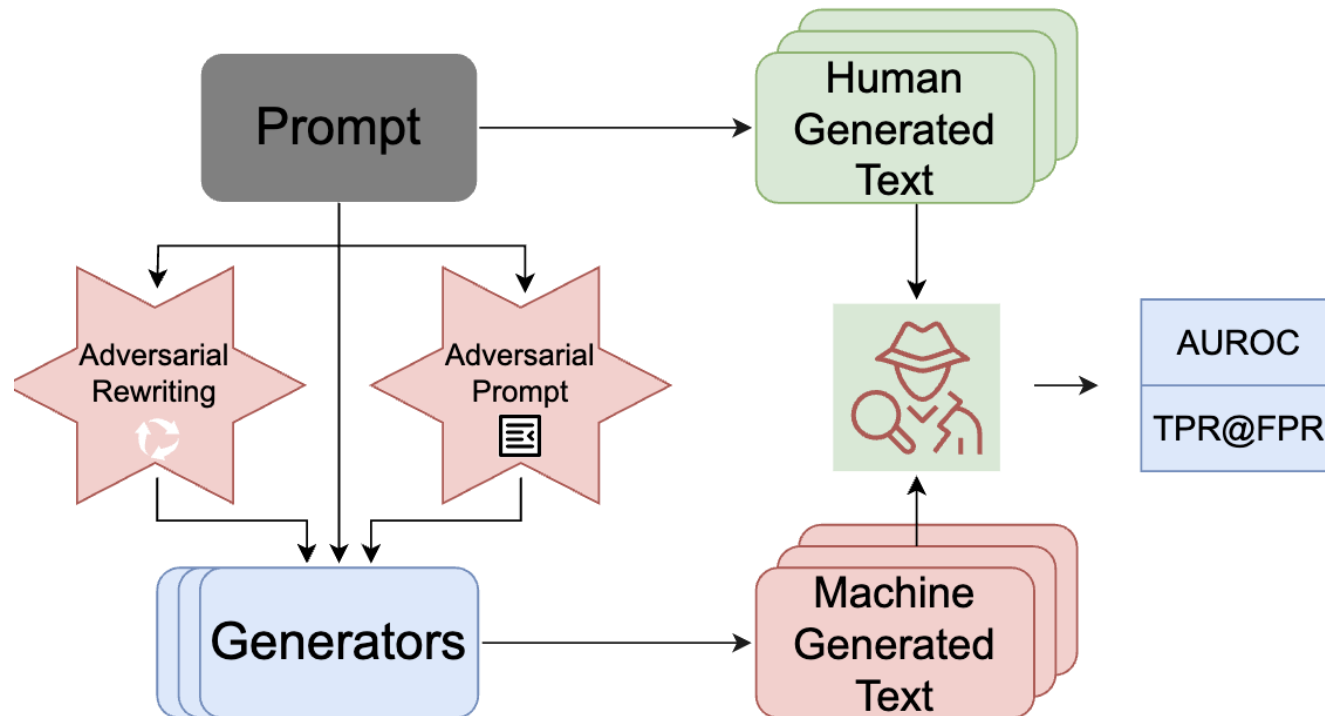 Prompt
Human
Generated
Text
Adversarial
Rewriting
Adversarial
Prompt
AUROC
TPR@FPR
Generators
Machine
Generated
Text